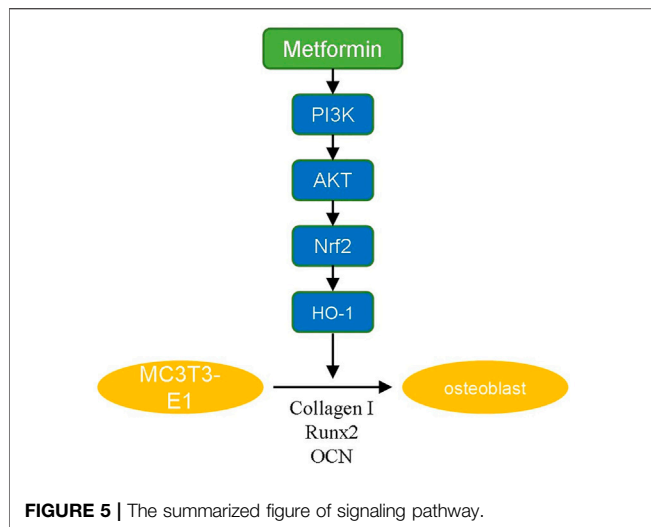 Metformin
PI3K
AKT
Nrf2
HO-1
MC3T3-
E1
osteoblast
Collagen I
Runx2
OCN
FIGURE 5 | The summarized figure of signaling pathway.